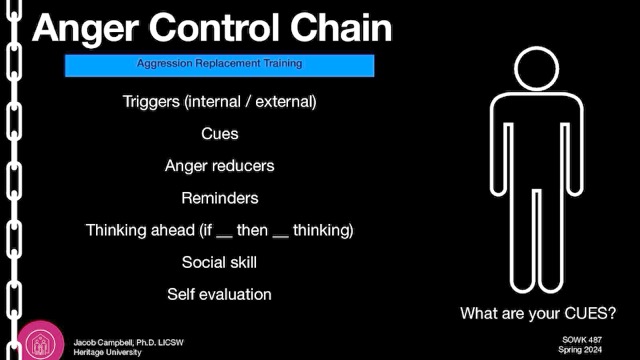 Anger Control Chain
Aggression Replacement Training
Triggers (internal / external)
Cues
Anger reducers
Reminders
Thinking ahead (if __ then __ thinking)
Social skill
Self evaluation
What are your CUES?
Jacob Campbell, Ph.D. LICSW
Heritage University
SOWK 487
Spring 2024